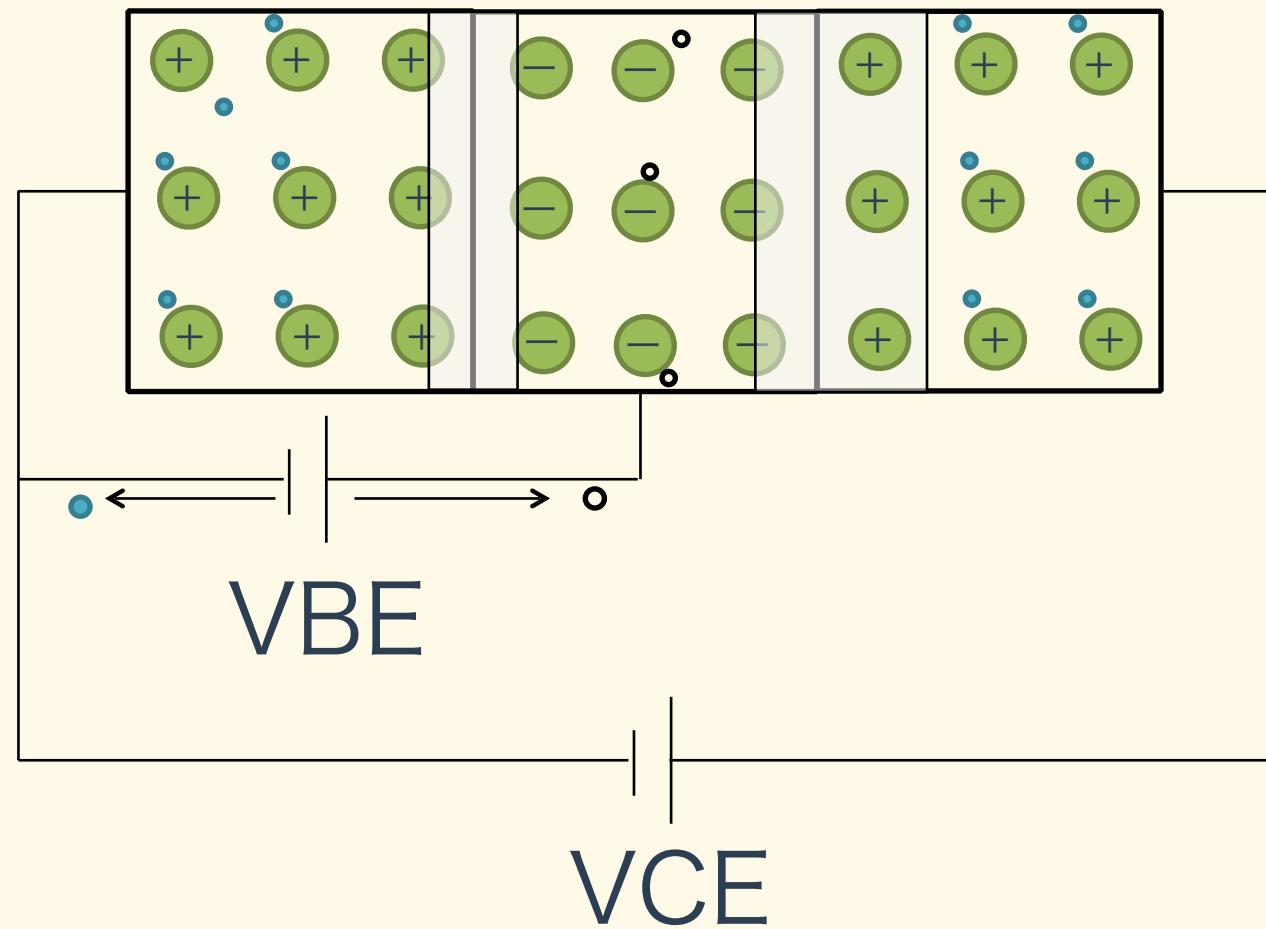 + + + − − − + + +
+ + + − − − + + +
+ + + − − − + + +
VBE
VCE